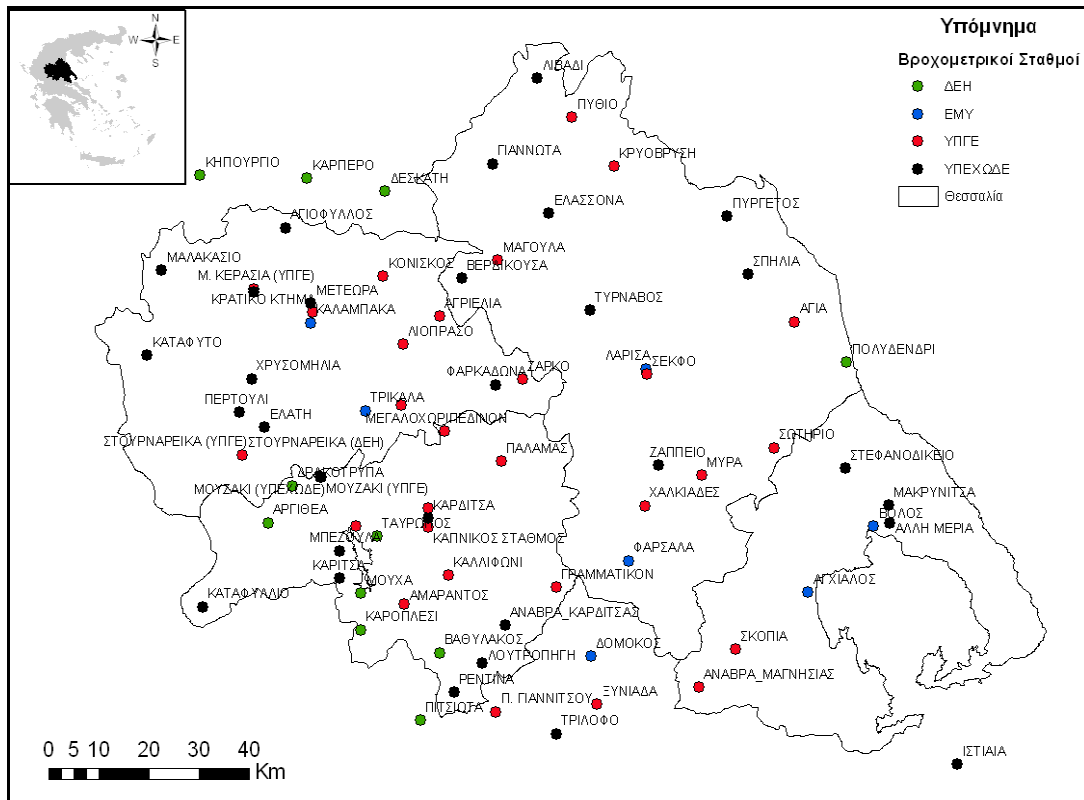 N
W E
S
Υπόμνημα
Βροχομετρικοί Σταθμοί
ΔΕΗ
ΕΜΥ
ΥΠΓΕ
ΥΠΕΧΩΔΕ
Θεσσαλία
ΛΙΒΑΔΙ
ΠΥΘΙΟ
ΓΙΑΝΝΩΤΑ
ΚΡΥΟΒΡΥΣΗ
ΚΗΠΟΥΡΓΙΟ
ΚΑΡΠΕΡΟ
ΔΕΣΚΑΤΗ
ΕΛΑΣΣΟΝΑ
ΠΥΡΓΕΤΟΣ
ΑΓΙΟΦΥΛΛΟΣ
ΜΑΓΟΥΛΑ
ΜΑΛΑΚΑΣΙΟ
ΚΟΝΙΣΚΟΣ
ΒΕΡΔΙΚΟΥΣΑ
ΣΠΗΛΙΑ
Μ. ΚΕΡΑΣΙΑ (ΥΠΓΕ)
ΜΕΤΕΩΡΑ
ΚΡΑΤΙΚΟ ΚΤΗΜΑ
ΚΑΛΑΜΠΑΚΑ
ΑΓΡΙΕΛΙΑ
ΤΥΡΝΑΒΟΣ
ΑΓΙΑ
ΛΙΟΠΡΑΣΟ
ΚΑΤΑΦΥΤΟ
ΛΑΡΙΣΑ
ΣΕΚΦΟ
ΠΟΛΥΔΕΝΔΡΙ
ΧΡΥΣΟΜΗΛΙΑ
ΦΑΡΚΑΔΩΝΑ
ΖΑΡΚΟ
ΠΕΡΤΟΥΛΙ
ΤΡΙΚΑΛΑ
ΕΛΑΤΗ
ΜΕΓΑΛΟΧΩΡΙ
ΠΕΔΙΝΟΝ
ΣΤΟΥΡΝΑΡΕΙΚΑ (ΥΠΓΕ)
ΣΤΟΥΡΝΑΡΕΙΚΑ (ΔΕΗ)
ΠΑΛΑΜΑΣ
ΖΑΠΠΕΙΟ
ΣΩΤΗΡΙΟ
ΣΤΕΦΑΝΟΔΙΚΕΙΟ
ΜΥΡΑ
ΔΡΑΚΟΤΡΥΠΑ
ΜΟΥΣΑΚΙ (ΥΠΕΧΩΔΕ)
ΜΟΥΖΑΚΙ (ΥΠΓΕ)
ΜΑΚΡΥΝΙΤΣΑ
ΧΑΛΚΙΑΔΕΣ
ΚΑΡΔΙΤΣΑ
ΑΡΓΙΘΕΑ
ΒΟΛΟΣ
ΑΛΛΗ ΜΕΡΙΑ
ΚΑΠΝΙΚΟΣ ΣΤΑΘΜΟΣ
ΜΠΕΖΟΥΛΑ
ΦΑΡΣΑΛΑ
ΚΑΡΙΤΣΑ
ΚΑΛΛΙΦΩΝΙ
ΓΡΑΜΜΑΤΙΚΟΝ
ΑΓΧΙΑΛΟΣ
ΜΟΥΧΑ
ΚΑΤΑΦΥΛΛΙΟ
ΑΜΑΡΑΝΤΟΣ
ΚΑΡΟΠΛΕΣΙ
ΑΝΑΒΡΑ_ΚΑΡΔΙΤΣΑΣ
ΒΑΘΥΛΑΚΟΣ
ΔΟΜΟΚΟΣ
ΣΚΟΠΙΑ
ΛΟΥΤΡΟΠΗΓΗ
ΡΕΝΤΙΝΑ
ΑΝΑΒΡΑ_ΜΑΓΝΗΣΙΑΣ
ΠΙΤΣΙΩΤΑ
Π. ΓΙΑΝΝΙΤΣΟΥ
ΞΥΝΙΑΔΑ
ΤΡΙΛΟΦΟ
ΙΣΤΙΑΙΑ
0 5 10 20 30 40
Km